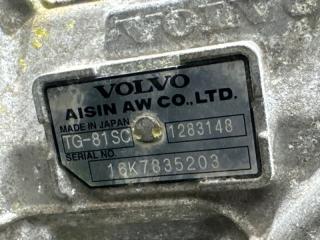 VOLVO
AISIN AW CO.,LTD.
MADE IN JAPAN
TG-81SC 1283148
SERIAL NO.
16K7835203